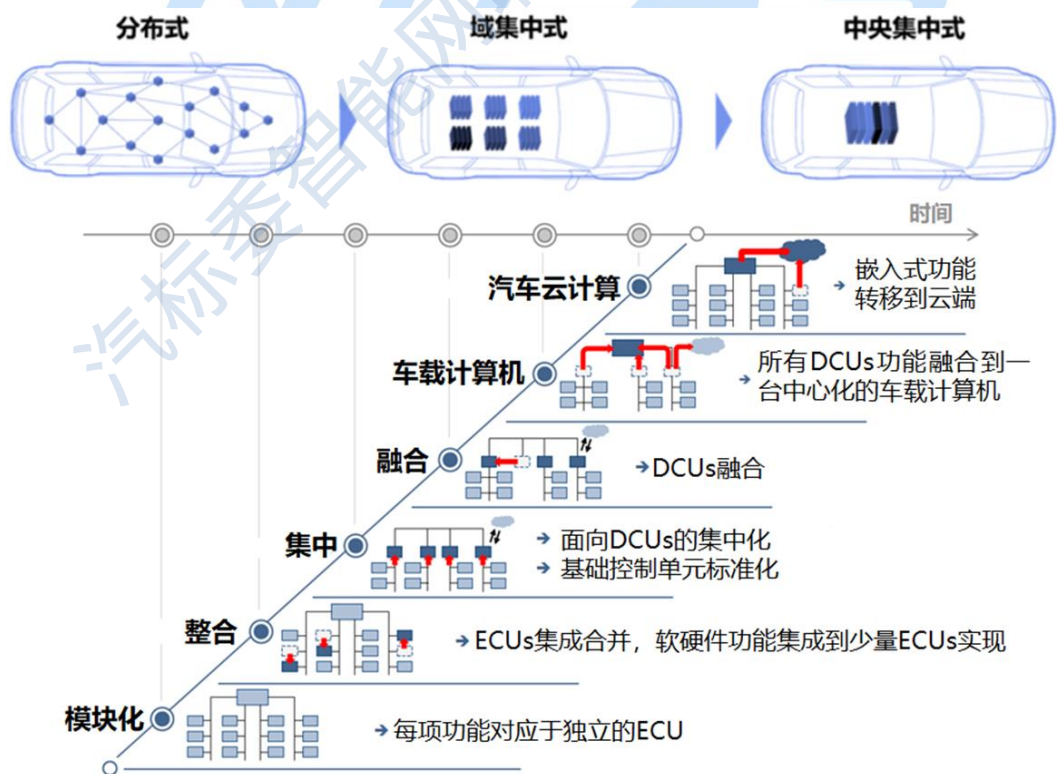 分布式
域集中式
中央集中式
汽标委智能网
时间
汽车云计算
嵌入式功能
转移到云端
车载计算机
所有DCUs功能融合到一
台中心化的车载计算机
融合
DCUs融合
集中
面向DCUs的集中化
基础控制单元标准化
整合
ECUs集成合并，软硬件功能集成到少量ECUs实现
模块化
每项功能对应于独立的ECU